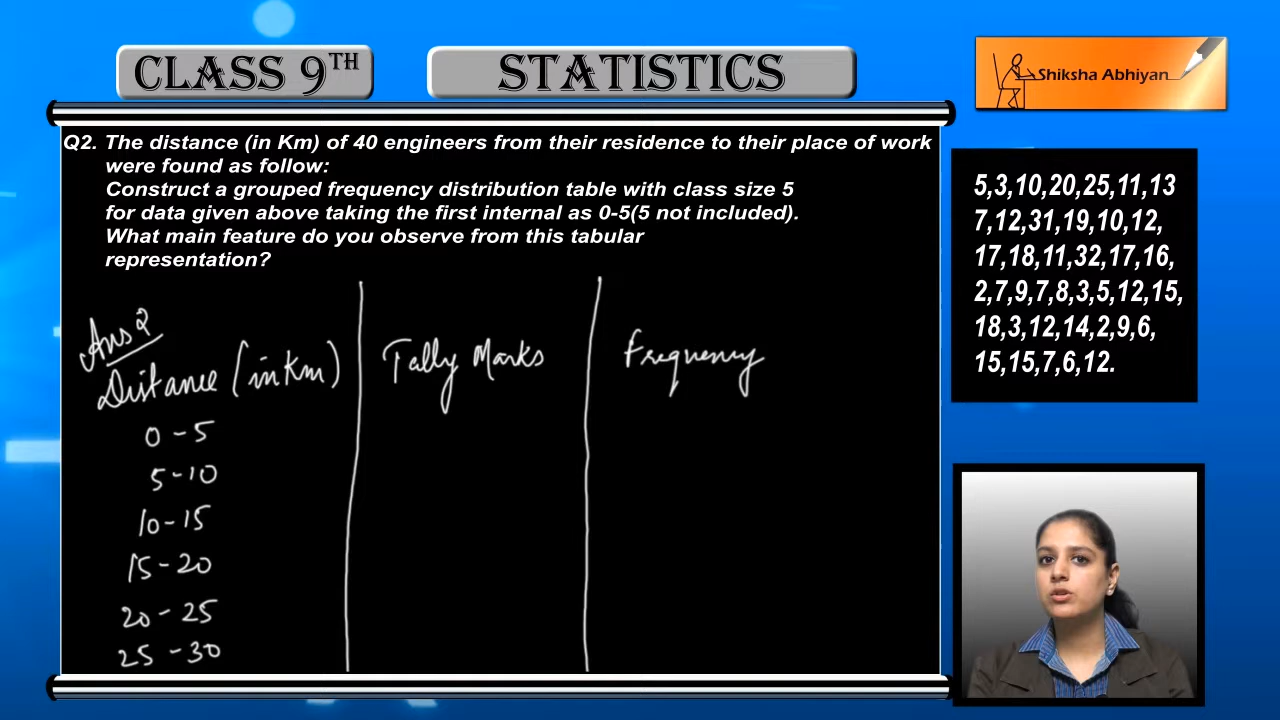 CLASS 9TH
STATISTICS
Shiksha Abhiyan
Q2. The distance (in Km) of 40 engineers from their residence to their place of work
were found as follow:
Construct a grouped frequency distribution table with class size 5
for data given above taking the first internal as 0-5(5 not included).
What main feature do you observe from this tabular
representation?
5,3,10,20,25,11,13
7,12,31,19,10,12,
17,18,11,32,17,16,
2,7,9,7,8,3,5,12,15,
18,3,12,14,2,9,6,
15,15,7,6,12.
Ans 2
Distance (in Km)
Tally Marks
Frequency
0-5
5-10
10-15
15-20
20-25
25-30